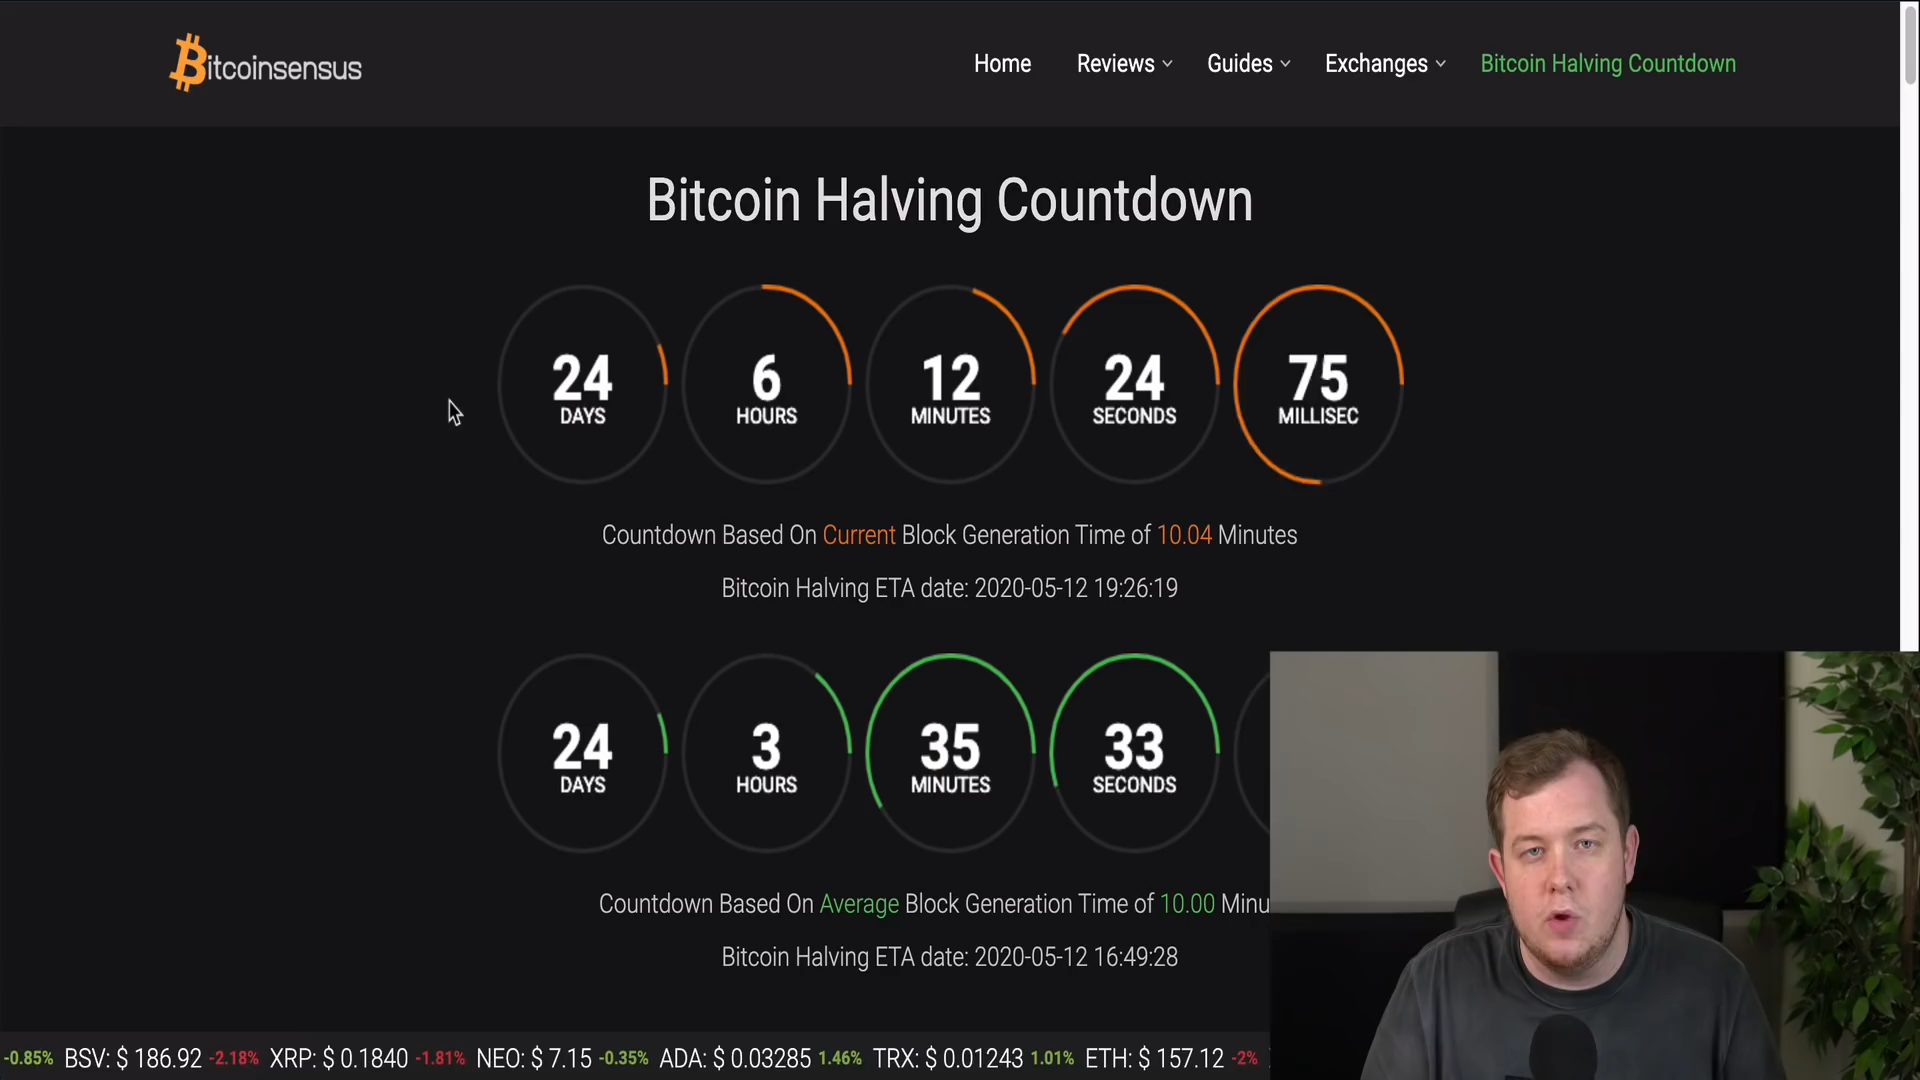 Bitcoinsensus
Home Reviews Guides Exchanges Bitcoin Halving Countdown
Bitcoin Halving Countdown
24 6 12 24 75
DAYS HOURS MINUTES SECONDS MILLISEC
Countdown Based On Current Block Generation Time of 10.04 Minutes
Bitcoin Halving ETA date: 2020-05-12 19:26:19
24 3 35 33
DAYS HOURS MINUTES SECONDS
Countdown Based On Average Block Generation Time of 10.00 Minu
Bitcoin Halving ETA date: 2020-05-12 16:49:28
-0.85% BSV: $ 186.92 -2.18% XRP: $ 0.1840 -1.81% NEO: $ 7.15 -0.35% ADA: $ 0.03285 1.46% TRX: $ 0.01243 1.01% ETH: $ 157.12 -2%